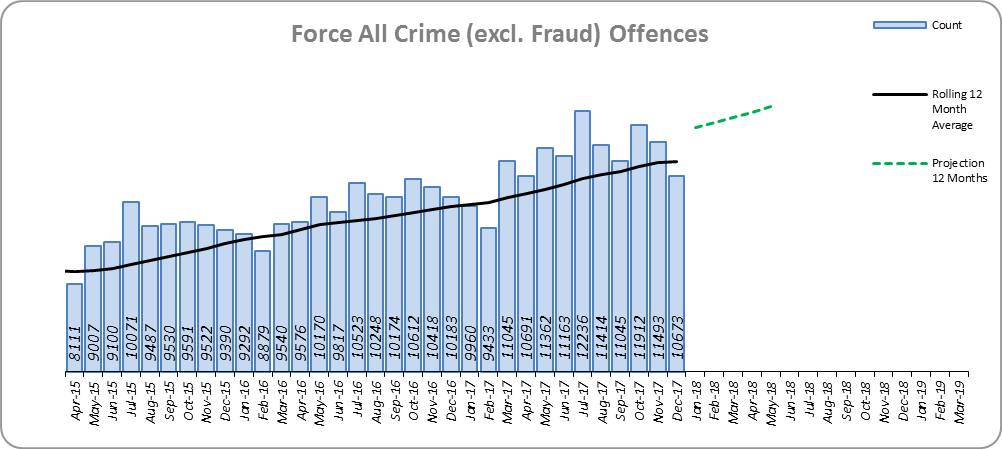 Force All Crime (excl. Fraud) Offences
Count
Rolling 12
Month
Average
Projection
12 Months
8111
9007
9100
10071
9487
9530
9591
9522
9390
9292
8879
9540
9576
10170
9817
10523
10248
10174
10612
10418
10183
9960
9433
11045
10691
11362
11163
12236
11414
11045
11912
11493
10673
Apr-15
May-15
Jun-15
Jul-15
Aug-15
Sep-15
Oct-15
Nov-15
Dec-15
Jan-16
Feb-16
Mar-16
Apr-16
May-16
Jun-16
Jul-16
Aug-16
Sep-16
Oct-16
Nov-16
Dec-16
Jan-17
Feb-17
Mar-17
Apr-17
May-17
Jun-17
Jul-17
Aug-17
Sep-17
Oct-17
Nov-17
Dec-17
Jan-18
Feb-18
Mar-18
Apr-18
May-18
Jun-18
Jul-18
Aug-18
Sep-18
Oct-18
Nov-18
Dec-18
Jan-19
Feb-19
Mar-19